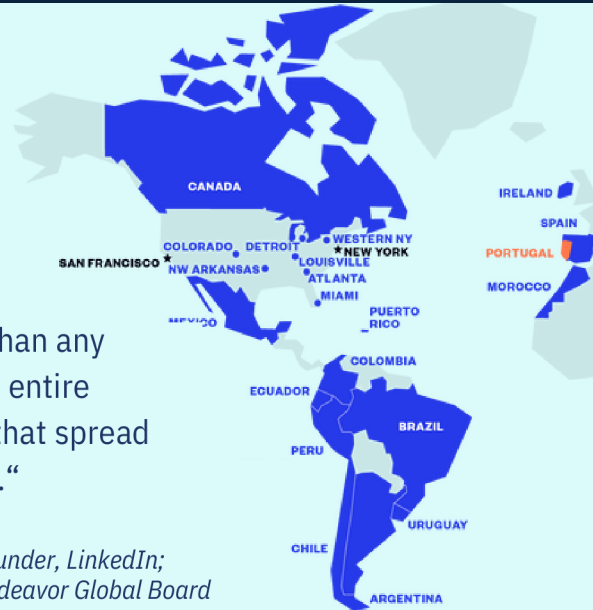 CANADA
IRELAND
SPAIN
WESTERN NY
COLORADO
DETROIT
NEW YORK
PORTUGAL
SAN FRANCISCO
LOUISVILLE
NW ARKANSAS
ATLANTA
MOROCCO
MIAMI
MEXICO
PUERTO
RICO
han any
COLOMBIA
entire
ECUADOR
hat spread
BRAZIL
PERU
.“
URUGUAY
CHILE
under, LinkedIn;
deavor Global Board
ARGENTINA